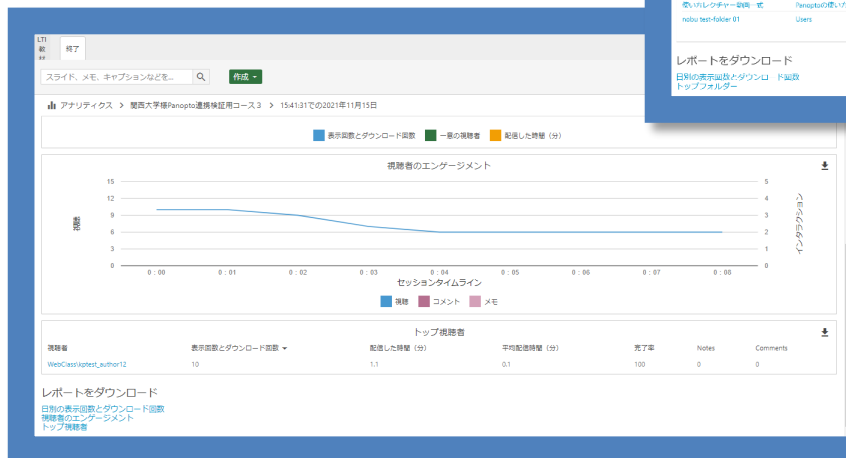 使いれレクチャー動画一式 Panoptoの使い方
nobu test-folder 01 Users
レポートをダウンロード
日別の表示回数とダウンロード回数
トップフォルダー
LTI
教
材
終了
スライド、メモ、キャプションなどを...
作成
アナリティクス > 関西大学様Panopto連携検証用コース 3 > 15:41:31での2021年11月15日
表示回数とダウンロード回数 一意の視聴者 配信した時間（分）
視聴者のエンゲージメント
15 5
12 4
9 3
6 2
3 1
0 0
視聴
インタラクション
0 : 00 0 : 01 0 : 02 0 : 03 0 : 04 0 : 05 0 : 06 0 : 07 0 : 08
セッションタイムライン
視聴 コメント メモ
トップ視聴者
視聴者 表示回数とダウンロード回数 配信した時間（分） 平均配信時間（分） 完了率 Notes Comments
WebClass\kptest_author12 10 1.1 0.1 100 0 0
レポートをダウンロード
日別の表示回数とダウンロード回数
視聴者のエンゲージメント
トップ視聴者